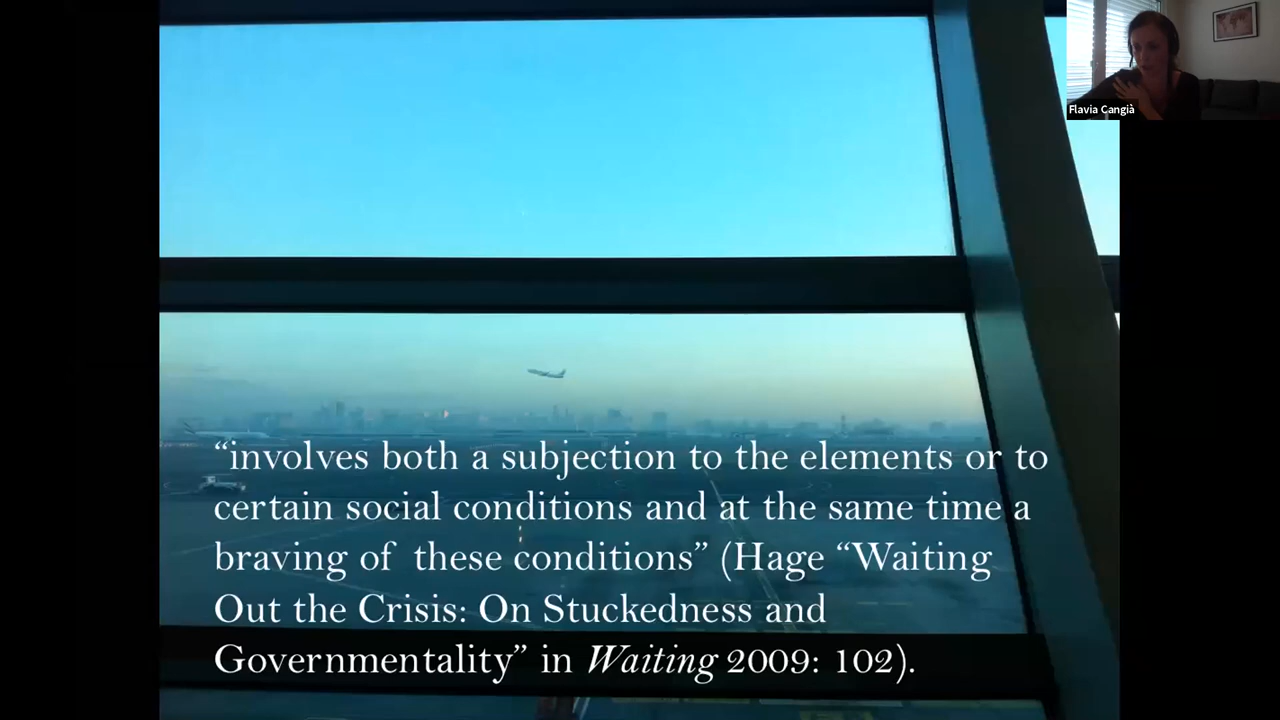 Flavia Cangià
“involves both a subjection to the elements or to
certain social conditions and at the same time a
braving of these conditions” (Hage “Waiting
Out the Crisis: On Stuckedness and
Governmentality” in Waiting 2009: 102).